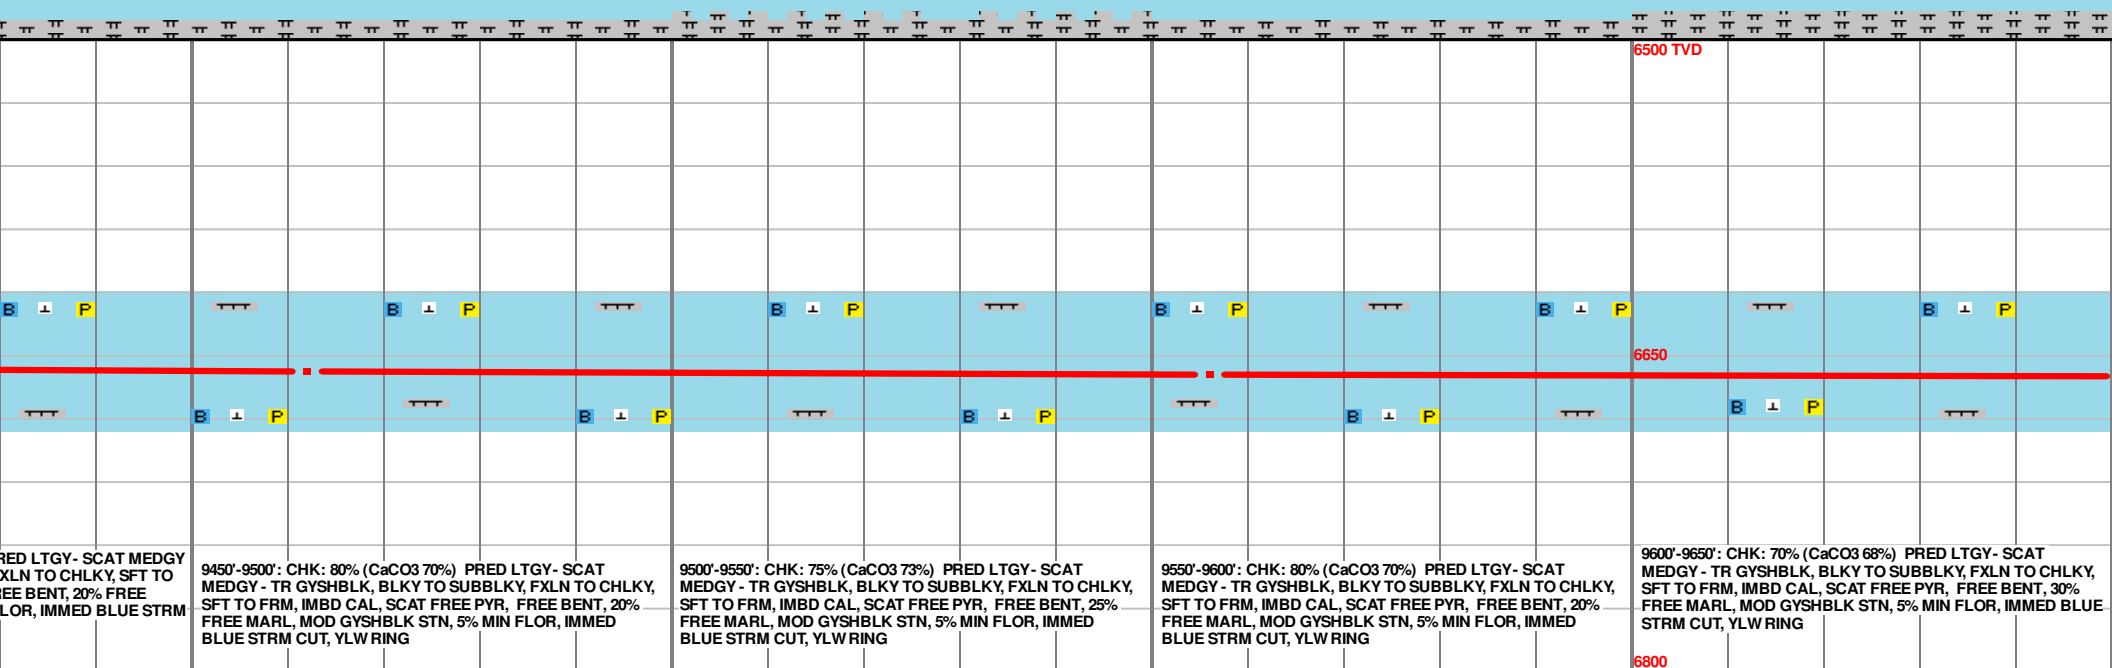 6500 TVD
B P B P B P B P B P B P
6650
B P B P B P B P B P
RED LTGY- SCAT MEDGY
XLN TO CHLKY, SFT TO
REE BENT, 20% FREE
LOR, IMMED BLUE STRM
9450'-9500': CHK: 80% (CaCO3 70%) PRED LTGY- SCAT
MEDGY - TR GYSHBLK, BLKY TO SUBBLKY, FXLN TO CHLKY,
SFT TO FRM, IMBD CAL, SCAT FREE PYR, FREE BENT, 20%
FREE MARL, MOD GYSHBLK STN, 5% MIN FLOR, IMMED
BLUE STRM CUT, YLW RING
9500'-9550': CHK: 75% (CaCO3 73%) PRED LTGY- SCAT
MEDGY - TR GYSHBLK, BLKY TO SUBBLKY, FXLN TO CHLKY,
SFT TO FRM, IMBD CAL, SCAT FREE PYR, FREE BENT, 25%
FREE MARL, MOD GYSHBLK STN, 5% MIN FLOR, IMMED
BLUE STRM CUT, YLW RING
9550'-9600': CHK: 80% (CaCO3 70%) PRED LTGY- SCAT
MEDGY - TR GYSHBLK, BLKY TO SUBBLKY, FXLN TO CHLKY,
SFT TO FRM, IMBD CAL, SCAT FREE PYR, FREE BENT, 20%
FREE MARL, MOD GYSHBLK STN, 5% MIN FLOR, IMMED
BLUE STRM CUT, YLW RING
9600'-9650': CHK: 70% (CaCO3 68%) PRED LTGY- SCAT
MEDGY - TR GYSHBLK, BLKY TO SUBBLKY, FXLN TO CHLKY,
SFT TO FRM, IMBD CAL, SCAT FREE PYR, FREE BENT, 30%
FREE MARL, MOD GYSHBLK STN, 5% MIN FLOR, IMMED BLUE
STRM CUT, YLW RING
6800